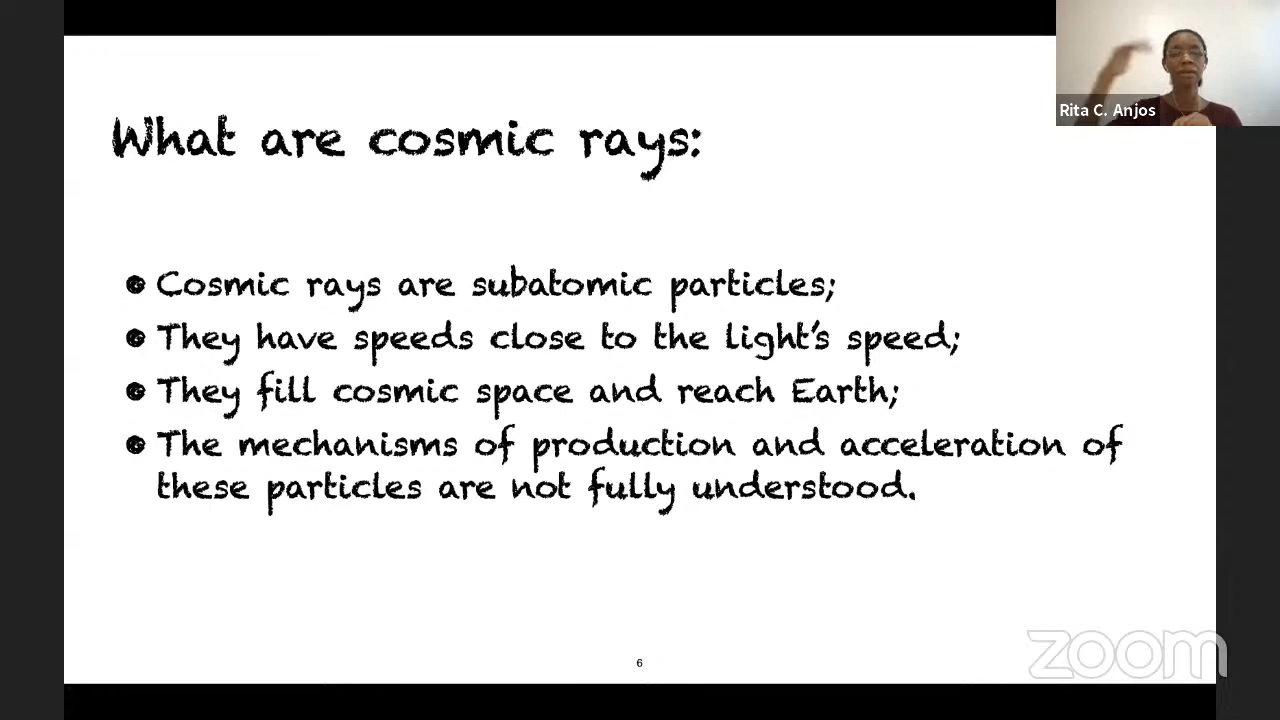 Rita C. Anjos
What are cosmic rays:
• Cosmic rays are subatomic particles;
• They have speeds close to the light's speed;
• They fill cosmic space and reach Earth;
• The mechanisms of production and acceleration of
these particles are not fully understood.
6
zoom